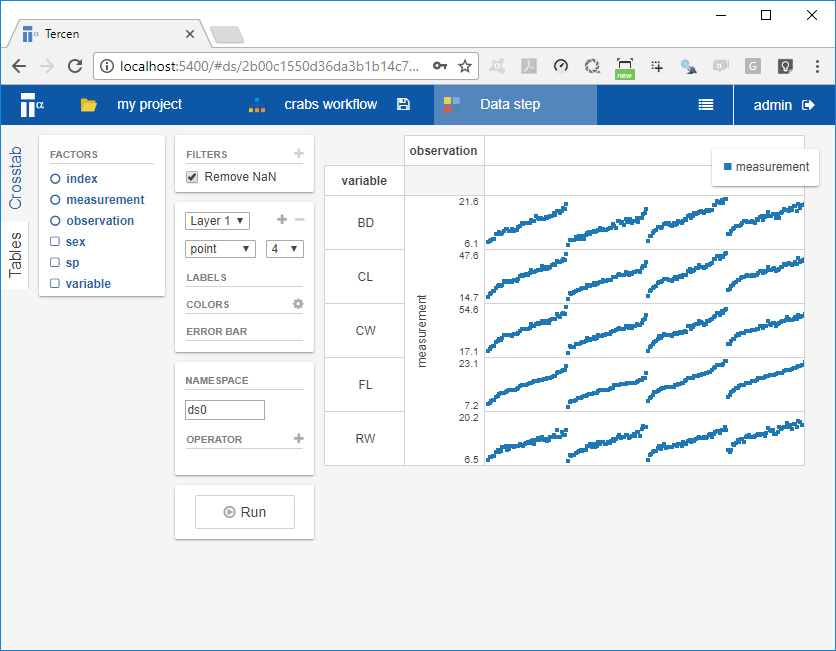 Tercen
localhost:5400/#ds/2b00c1550d36da3b1b14c7...
new
G
α
my project
crabs workflow
Data step
admin
Crosstab
Tables
FACTORS
index
measurement
observation
sex
sp
variable
FILTERS
Remove NaN
Layer 1
point
4
LABELS
COLORS
ERROR BAR
NAMESPACE
ds0
OPERATOR
Run
observation
variable
measurement
BD
21.6
6.1
CL
47.6
14.7
CW
54.6
17.1
FL
23.1
7.2
RW
20.2
6.5
measurement